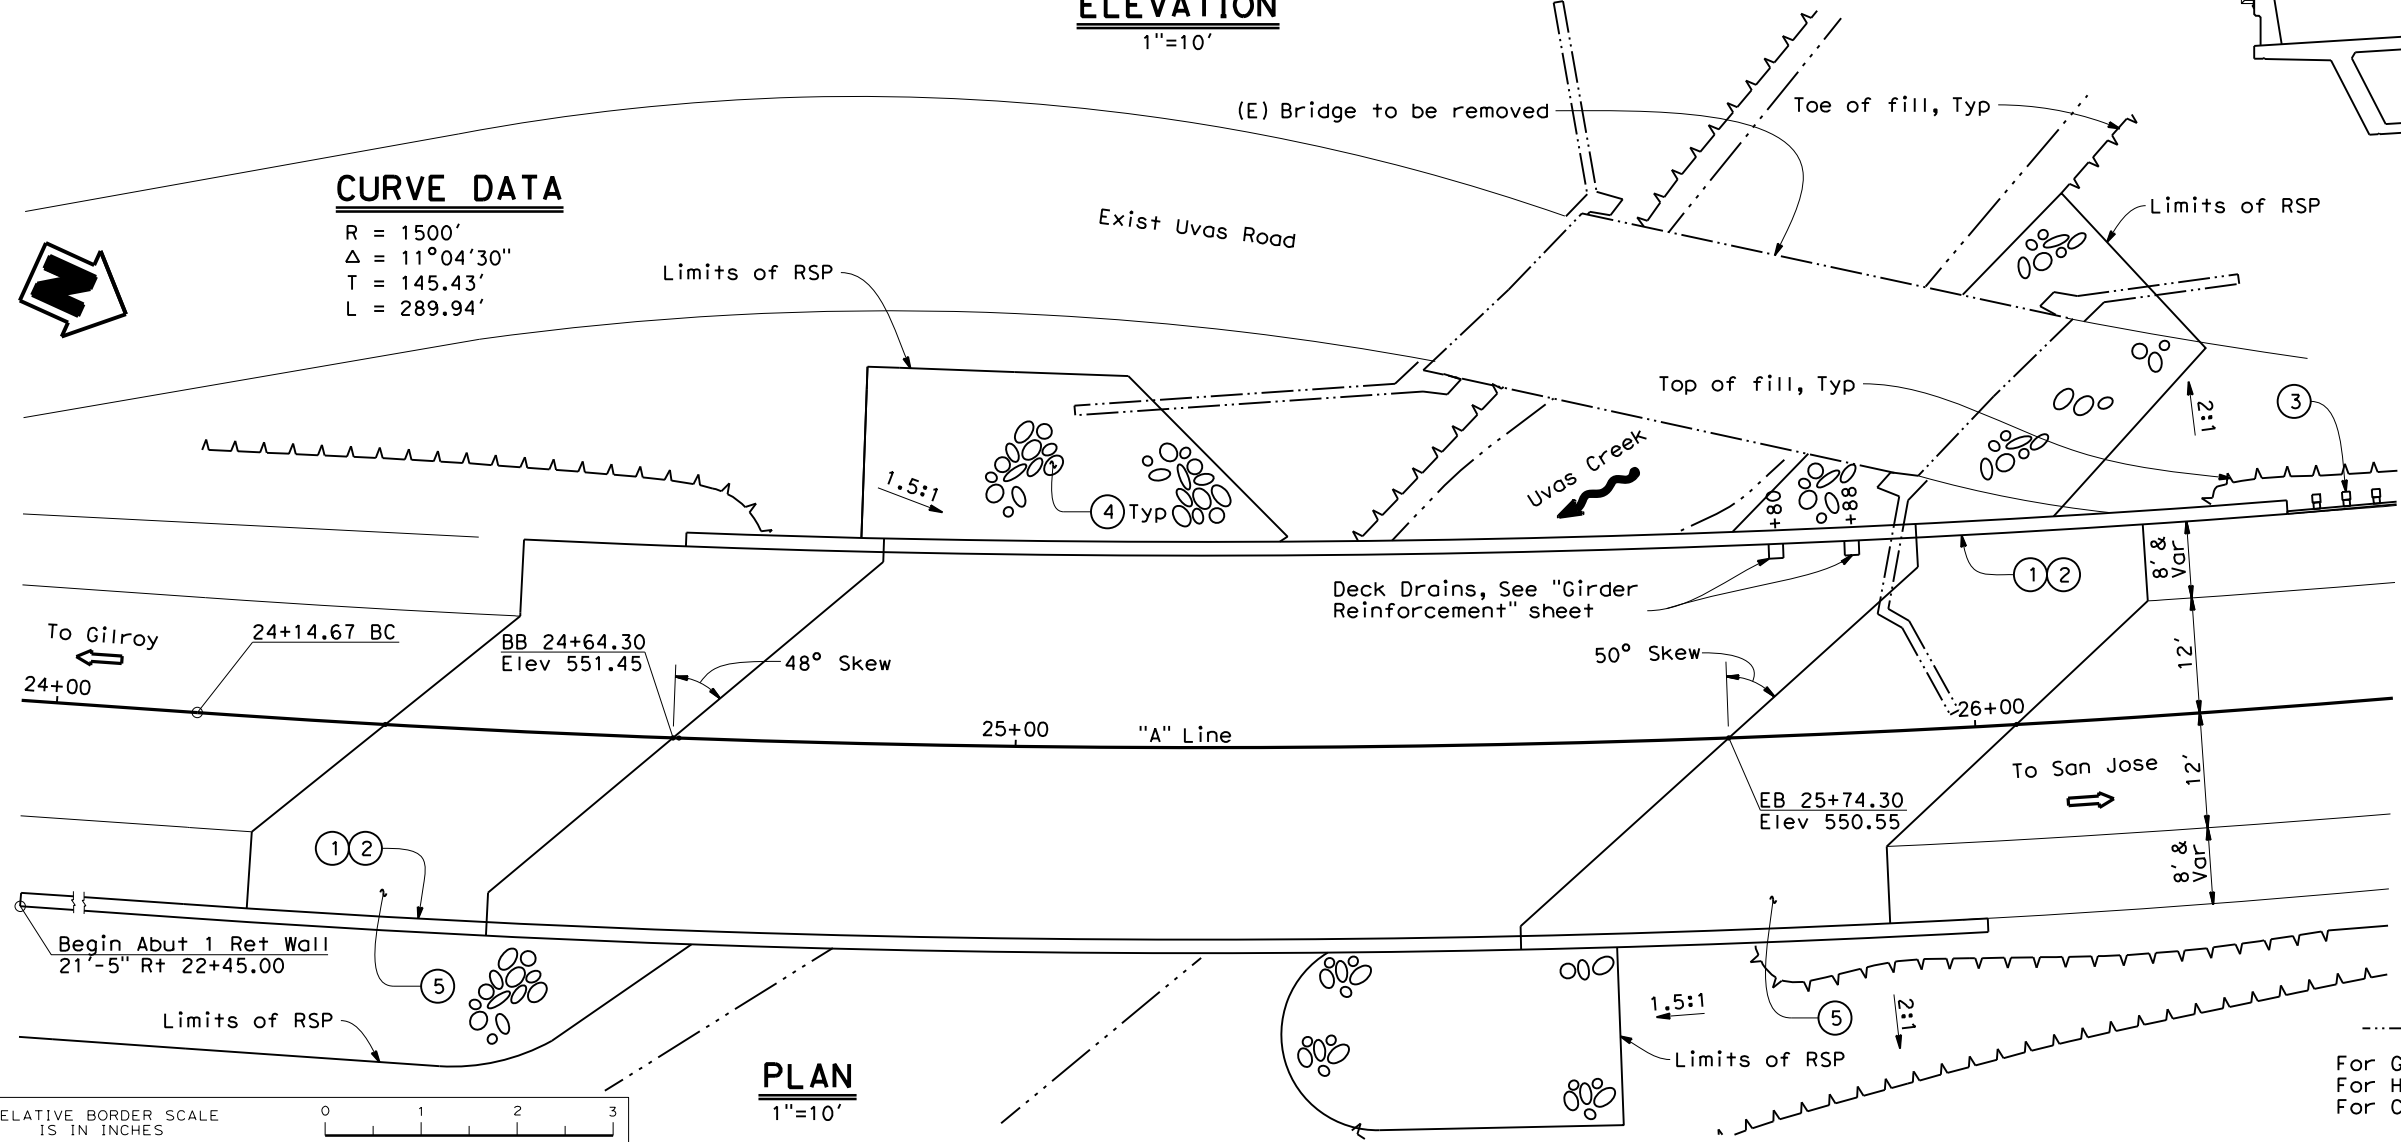 ELEVATION
1"=10'
(E) Bridge to be removed
Toe of fill, Typ
Limits of RSP
CURVE DATA
R = 1500'
Δ = 11°04'30"
T = 145.43'
L = 289.94'
N
Exist Uvas Road
Limits of RSP
Top of fill, Typ
2:1
3
1.5:1
4 Typ
Uvas Creek
+80
+88
Deck Drains, See "Girder
Reinforcement" sheet
1 2
8' &
Var
To Gilroy
24+14.67 BC
BB 24+64.30
Elev 551.45
48° Skew
50° Skew
12'
24+00
25+00
"A" Line
26+00
To San Jose
12'
EB 25+74.30
Elev 550.55
1 2
8' &
Var
Begin Abut 1 Ret Wall
21'-5" Rt 22+45.00
5
Limits of RSP
1.5:1
5
2:1
Limits of RSP
PLAN
1"=10'
ELATIVE BORDER SCALE
IS IN INCHES
0 1 2 3
For G
For H
For C